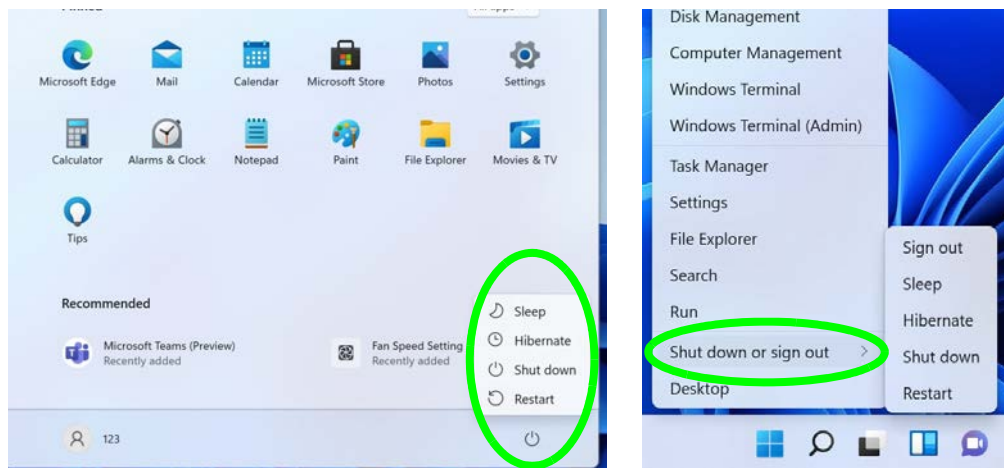 Microsoft Edge Mail Calendar Microsoft Store Photos Settings
Calculator Alarms & Clock Notepad Paint File Explorer Movies & TV
Tips
Recommended
Microsoft Teams (Preview)
Recently added
Fan Speed Setting
Recently added
Sleep
Hibernate
Shut down
Restart
123
Disk Management
Computer Management
Windows Terminal
Windows Terminal (Admin)
Task Manager
Settings
File Explorer
Search
Run
Shut down or sign out
Desktop
Sign out
Sleep
Hibernate
Shut down
Restart